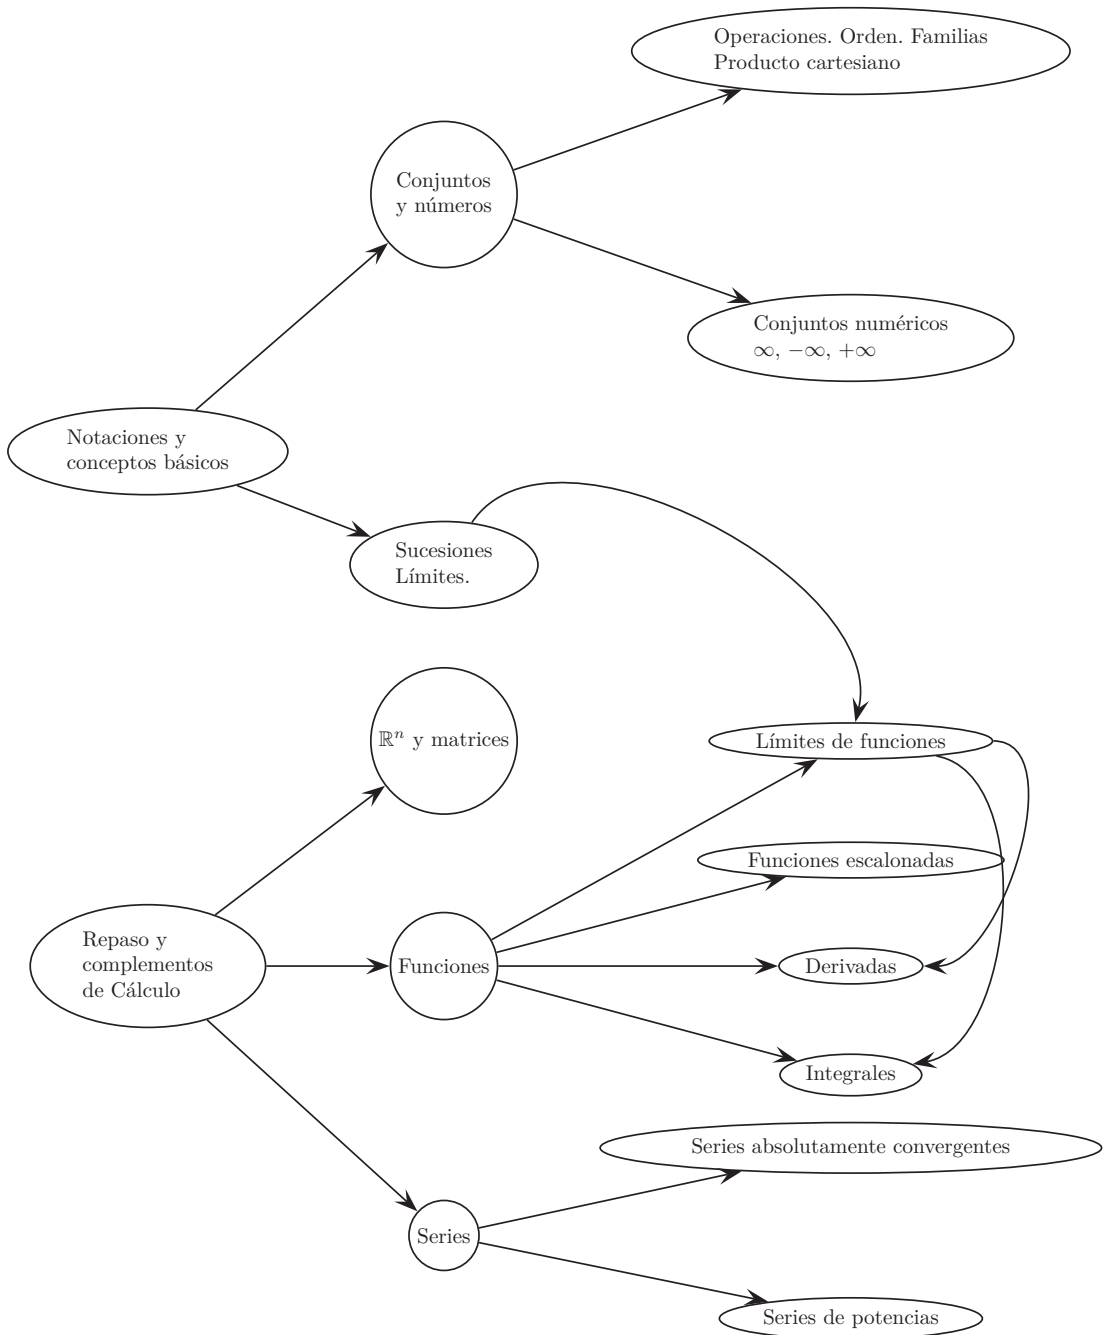 Operaciones. Orden. Familias
Producto cartesiano
Conjuntos
y números
Conjuntos numéricos
∞, −∞, +∞
Notaciones y
conceptos básicos
Sucesiones
Límites.
ℝⁿ y matrices
Límites de funciones
Funciones escalonadas
Repaso y
complementos
de Cálculo
Funciones
Derivadas
Integrales
Series absolutamente convergentes
Series
Series de potencias